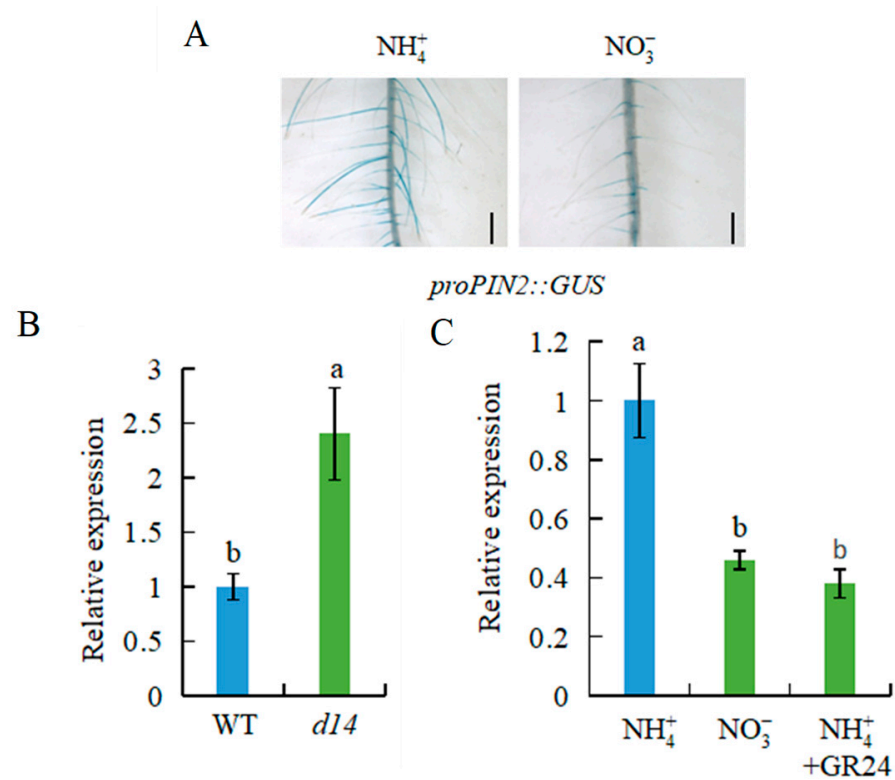 A
NH₄⁺ NO₃⁻
proPIN2::GUS
B
Relative expression
3
2.5
2
1.5
1
0.5
0
b
a
WT d14
C
Relative expression
1.2
1
0.8
0.6
0.4
0.2
0
a
b
b
NH₄⁺ NO₃⁻ NH₄⁺
+GR24